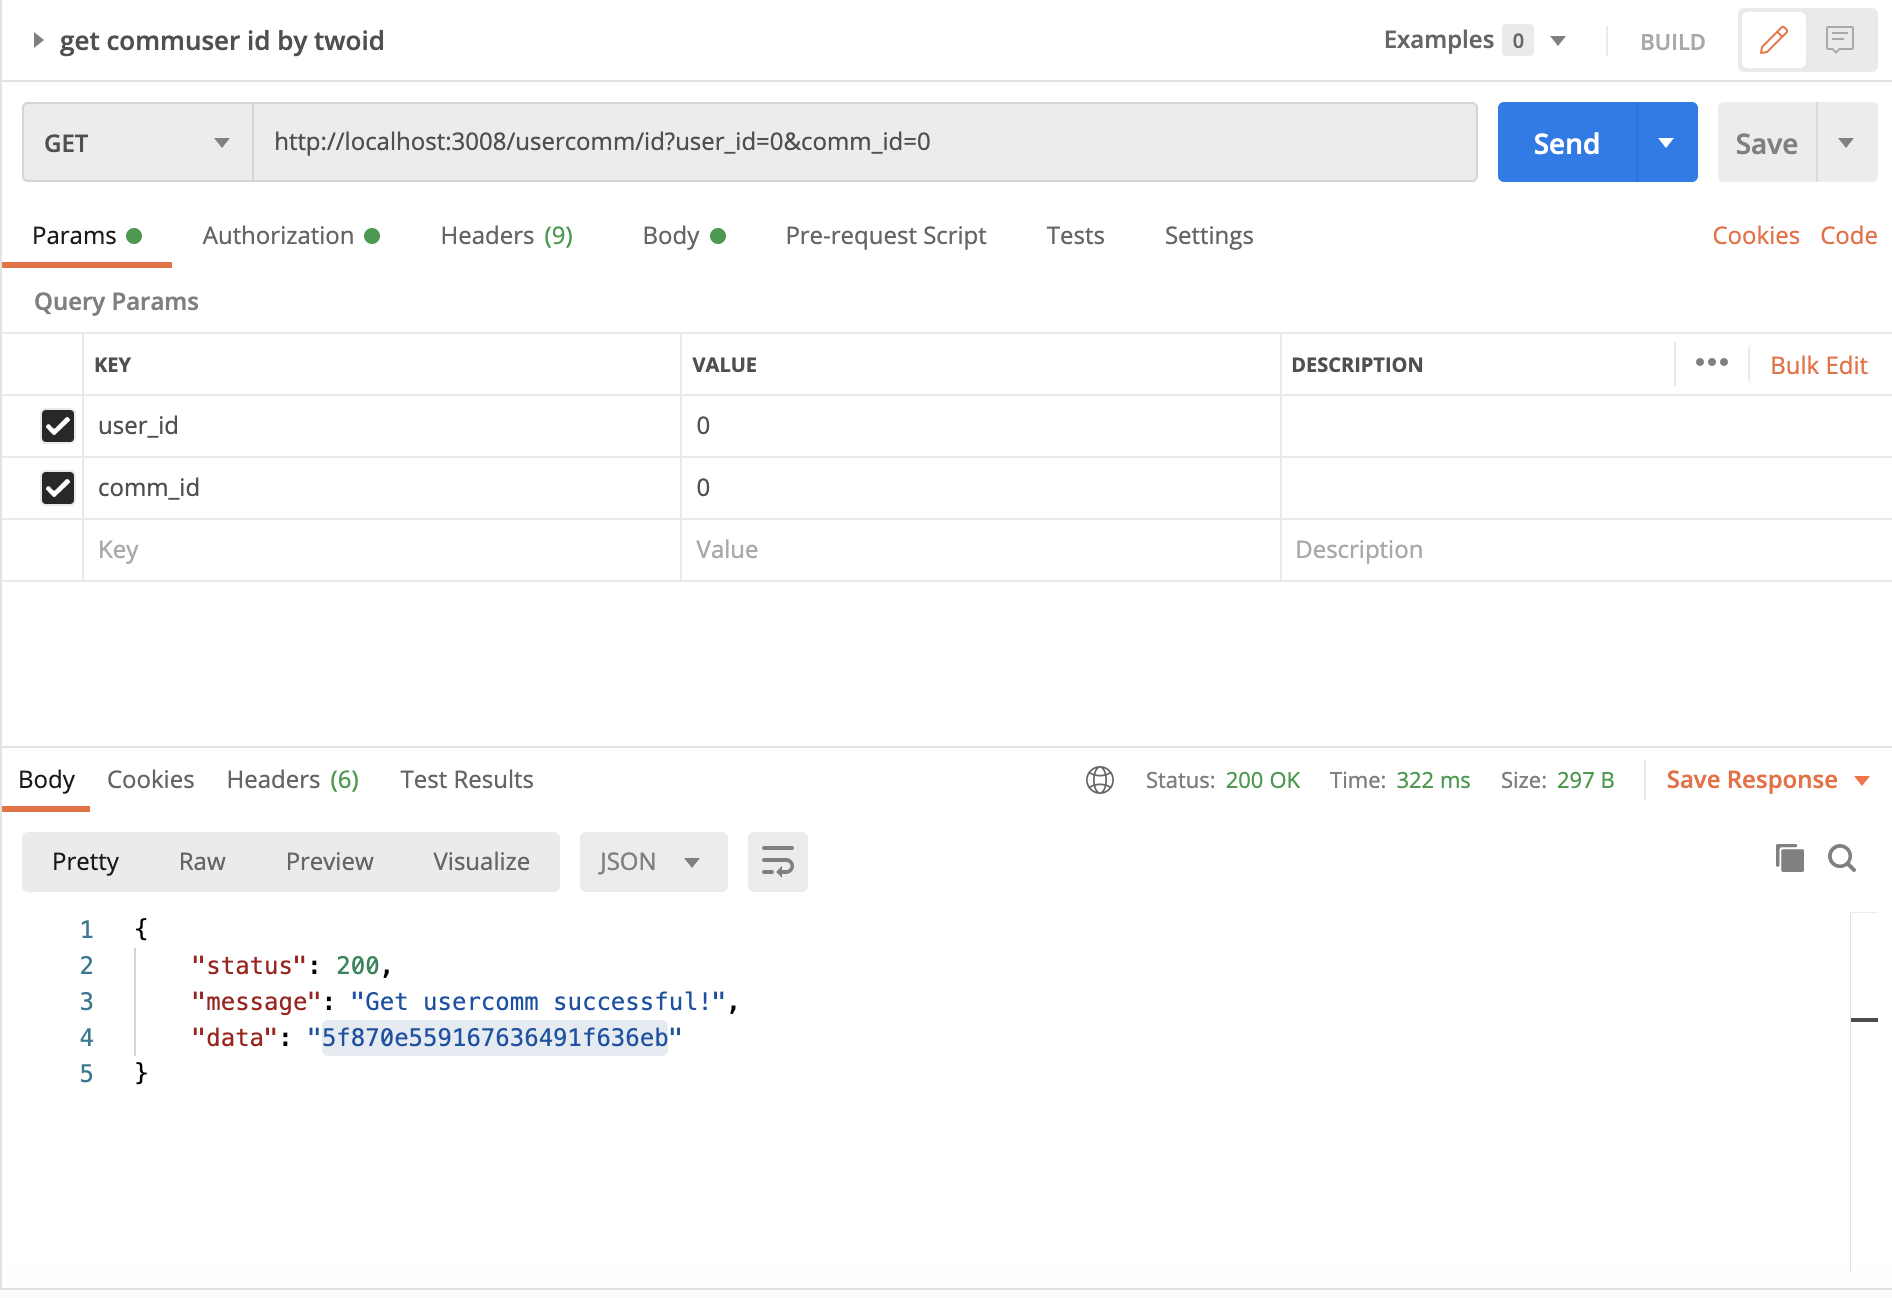 get commuser id by twoid
Examples 0
BUILD
GET
http://localhost:3008/usercomm/id?user_id=0&comm_id=0
Send
Save
Params
Authorization
Headers (9)
Body
Pre-request Script
Tests
Settings
Cookies
Code
Query Params
KEY VALUE DESCRIPTION
Bulk Edit
user_id 0
comm_id 0
Key Value Description
Body
Cookies
Headers (6)
Test Results
Status: 200 OK
Time: 322 ms
Size: 297 B
Save Response
Pretty
Raw
Preview
Visualize
JSON
1 {
2 "status": 200,
3 "message": "Get usercomm successful!",
4 "data": "5f870e559167636491f636eb"
5 }